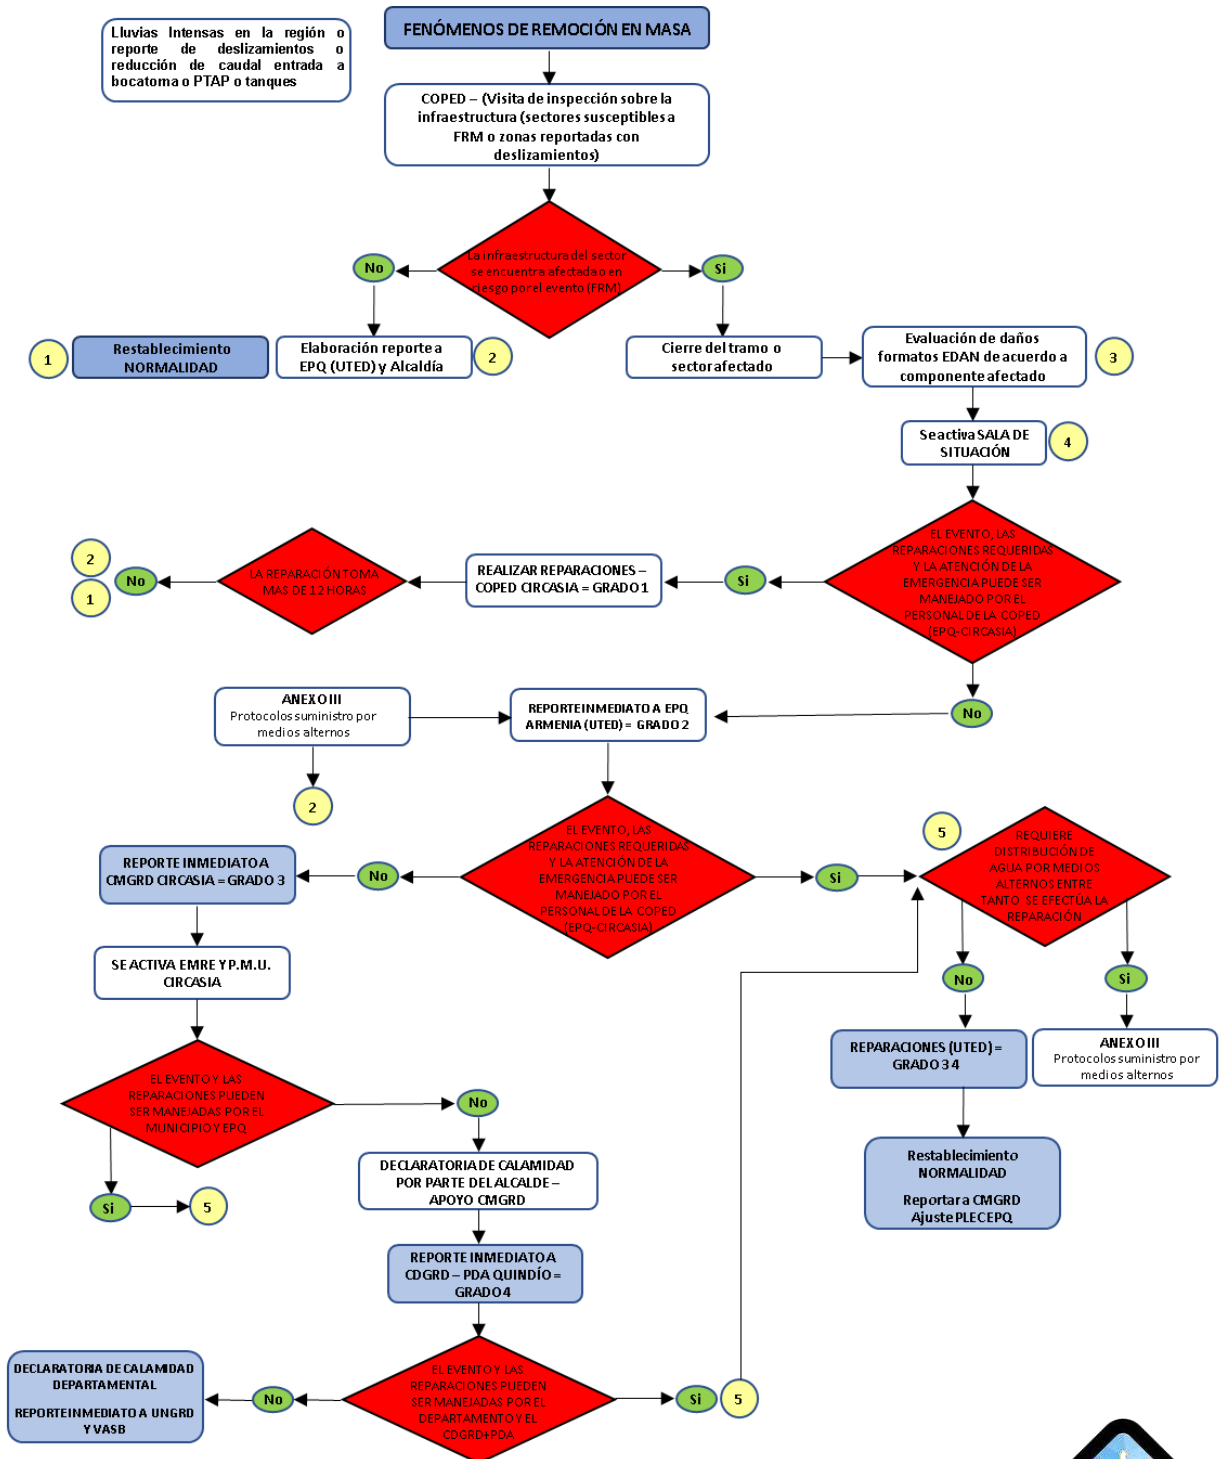 Lluvias Intensas en la región o
reporte de deslizamientos o
reducción de caudal entrada a
bocatoma o PTAP o tanques
FENÓMENOS DE REMOCIÓN EN MASA
COPED – (Visita de inspección sobre la
infraestructura (sectores susceptibles a
FRM o zonas reportadas con
deslizamientos)
La infraestructura del sector
se encuentra afectada o en
riesgo por el evento (FRM)
No
Si
1
Restablecimiento
NORMALIDAD
Elaboración reporte a
EPQ (UTED) y Alcaldía
2
Cierre del tramo o
sector afectado
Evaluación de daños
formatos EDAN de acuerdo a
componente afectado
3
Se activa SALA DE
SITUACIÓN
4
EL EVENTO, LAS
REPARACIONES REQUERIDAS
Y LA ATENCIÓN DE LA
EMERGENCIA PUEDE SER
MANEJADO POR EL
PERSONAL DE LA COPED
(EPQ-CIRCASIA)
Si
REALIZAR REPARACIONES –
COPED CIRCASIA = GRADO 1
LA REPARACIÓN TOMA
MAS DE 12 HORAS
No
2
1
No
ANEXO III
Protocolos suministro por
medios alternos
2
REPORTE INMEDIATO A EPQ
ARMENIA (UTED) = GRADO 2
EL EVENTO, LAS
REPARACIONES REQUERIDAS
Y LA ATENCIÓN DE LA
EMERGENCIA PUEDE SER
MANEJADO POR EL
PERSONAL DE LA COPED
(EPQ-CIRCASIA)
No
Si
REPORTE INMEDIATO A
CMGRD CIRCASIA = GRADO 3
5
REQUIERE
DISTRIBUCIÓN DE
AGUA POR MEDIOS
ALTERNOS ENTRE
TANTO SE EFECTÚA LA
REPARACIÓN
No
Si
SE ACTIVA EMRE Y P.M.U.
CIRCASIA
REPARACIONES (UTED) =
GRADO 3 4
ANEXO III
Protocolos suministro por
medios alternos
EL EVENTO Y LAS
REPARACIONES PUEDEN
SER MANEJADAS POR EL
MUNICIPIO Y EPQ
No
Si
5
Restablecimiento
NORMALIDAD
Reportar a CMGRD
Ajuste PLEC EPQ
DECLARATORIA DE CALAMIDAD
POR PARTE DEL ALCALDE –
APOYO CMGRD
REPORTE INMEDIATO A
CDGRD – PDA QUINDÍO =
GRADO 4
EL EVENTO Y LAS
REPARACIONES PUEDEN
SER MANEJADAS POR EL
DEPARTAMENTO Y EL
CDGRD+PDA
No
Si
5
DECLARATORIA DE CALAMIDAD
DEPARTAMENTAL
REPORTE INMEDIATO A UNGRD
Y VASB